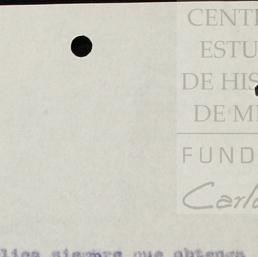 CENT
ESTU
DE HIS
DE M
FUND
Carl
siempre que obtenga